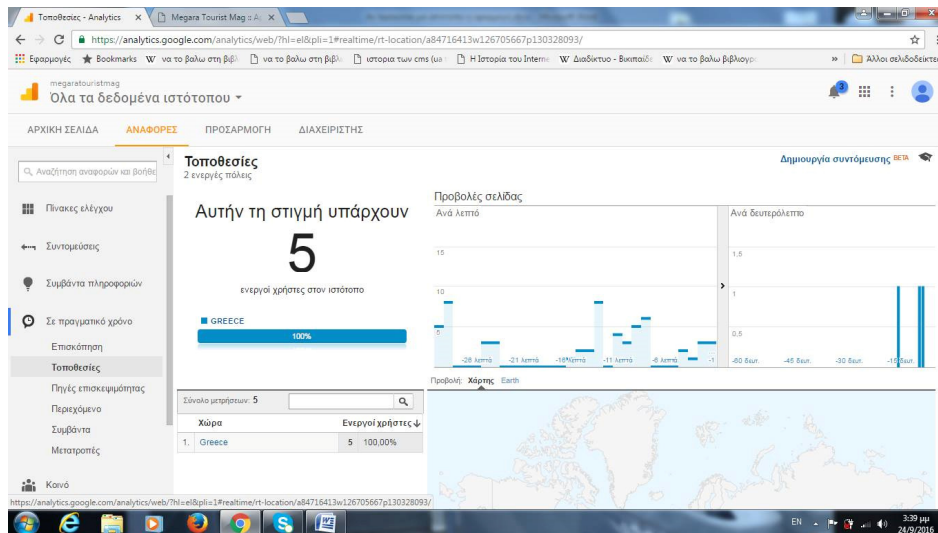 Τοποθεσίες - Analytics
Megara Tourist Mag :: A
https://analytics.google.com/analytics/web/?hl=el&pli=1#realtime/rt-location/a84716413w126705667p130328093/
Εφαρμογές Bookmarks W να το βαλω στη βιβλ να το βαλω στη βιβλ ιστορια των cms (ua Η Ιστορία του Interne W Διαδίκτυο - Βικιπαίδε W να το βαλω βιβλιογρ » Άλλοι σελιδοδείκτε
megaratouristmag
Όλα τα δεδομένα ιστότοπου
3
ΑΡΧΙΚΗ ΣΕΛΙΔΑ ΑΝΑΦΟΡΕΣ ΠΡΟΣΑΡΜΟΓΗ ΔΙΑΧΕΙΡΙΣΤΗΣ
Αναζήτηση αναφορών και βοήθε
Πίνακες ελέγχου
Συντομεύσεις
Συμβάντα πληροφοριών
Σε πραγματικό χρόνο
Επισκόπηση
Τοποθεσίες
Πηγές επισκεψιμότητας
Περιεχόμενο
Συμβάντα
Μετατροπές
Κοινό
Τοποθεσίες
2 ενεργές πόλεις
Δημιουργία συντόμευσης BETA
Αυτήν τη στιγμή υπάρχουν
5
ενεργοί χρήστες στον ιστότοπο
GREECE
100%
Προβολές σελίδας
Ανά λεπτό
15
10
5
-26 λεπτά -21 λεπτά -16 λεπτά -11 λεπτά -6 λεπτά -1
Ανά δευτερόλεπτο
1,5
1
0,5
-60 δευτ. -45 δευτ. -30 δευτ. -15 δευτ.
Προβολή: Χάρτης Earth
Σύνολο μετρήσεων: 5
Χώρα Ενεργοί χρήστες
1. Greece 5 100,00%
https://analytics.google.com/analytics/web/?hl=el&pli=1#realtime/rt-location/a84716413w126705667p130328093/
EN
3:39 μμ
24/9/2016